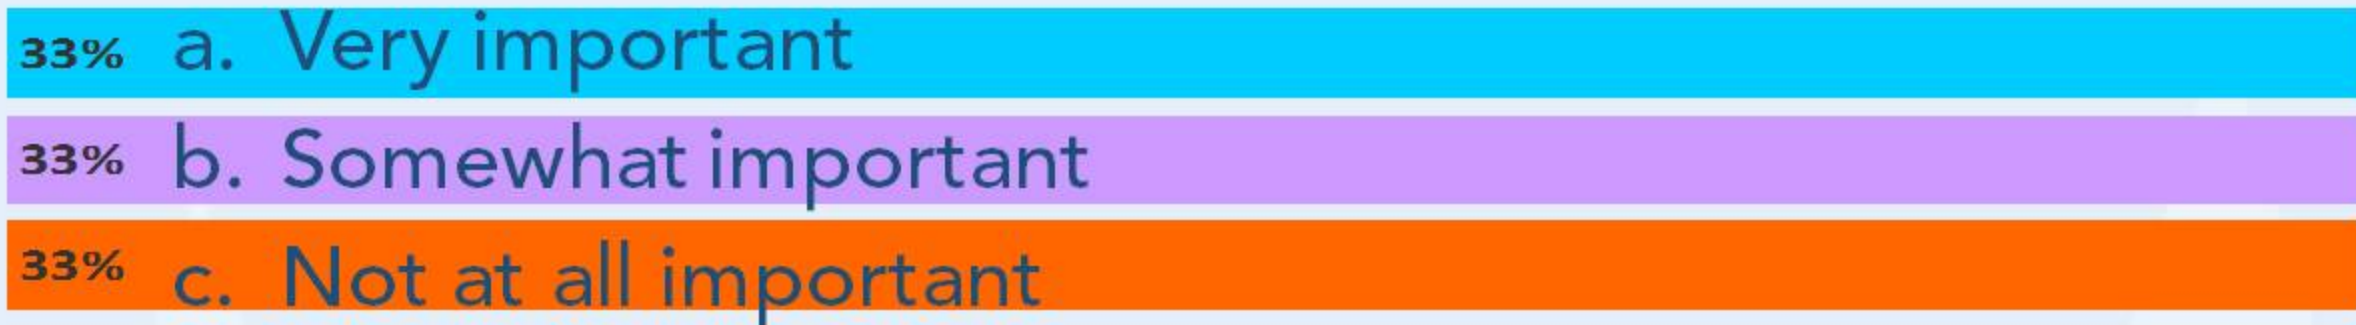 33% a. Very important
33% b. Somewhat important
33% c. Not at all important